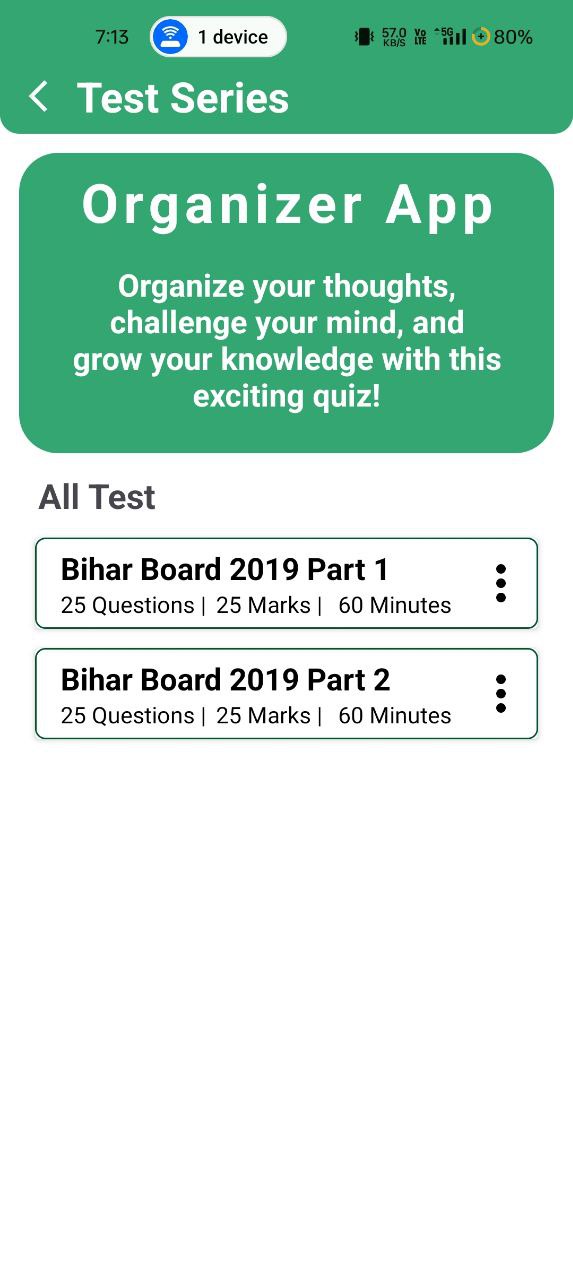 7:13 1 device 57.0 KB/S Vo LTE 5G 80%
Test Series
Organizer App
Organize your thoughts,
challenge your mind, and
grow your knowledge with this
exciting quiz!
All Test
Bihar Board 2019 Part 1
25 Questions | 25 Marks | 60 Minutes
Bihar Board 2019 Part 2
25 Questions | 25 Marks | 60 Minutes